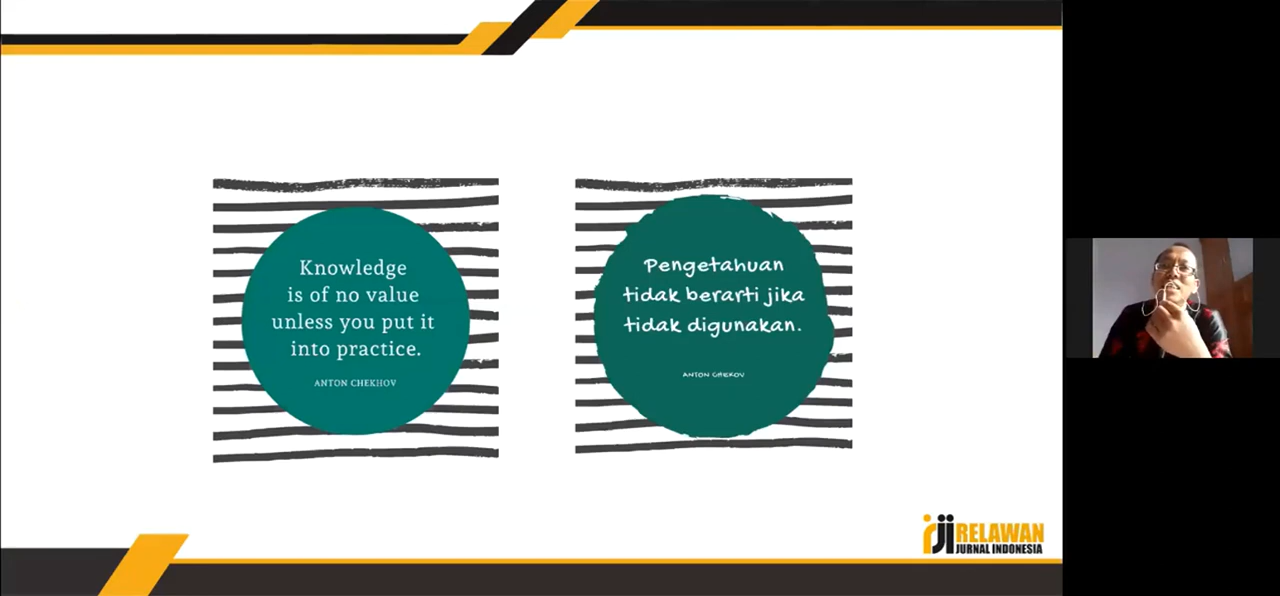 Knowledge
is of no value
unless you put it
into practice.
ANTON CHEKHOV
Pengetahuan
tidak berarti jika
tidak digunakan.
ANTON CHEKOV
rji RELAWAN
JURNAL INDONESIA